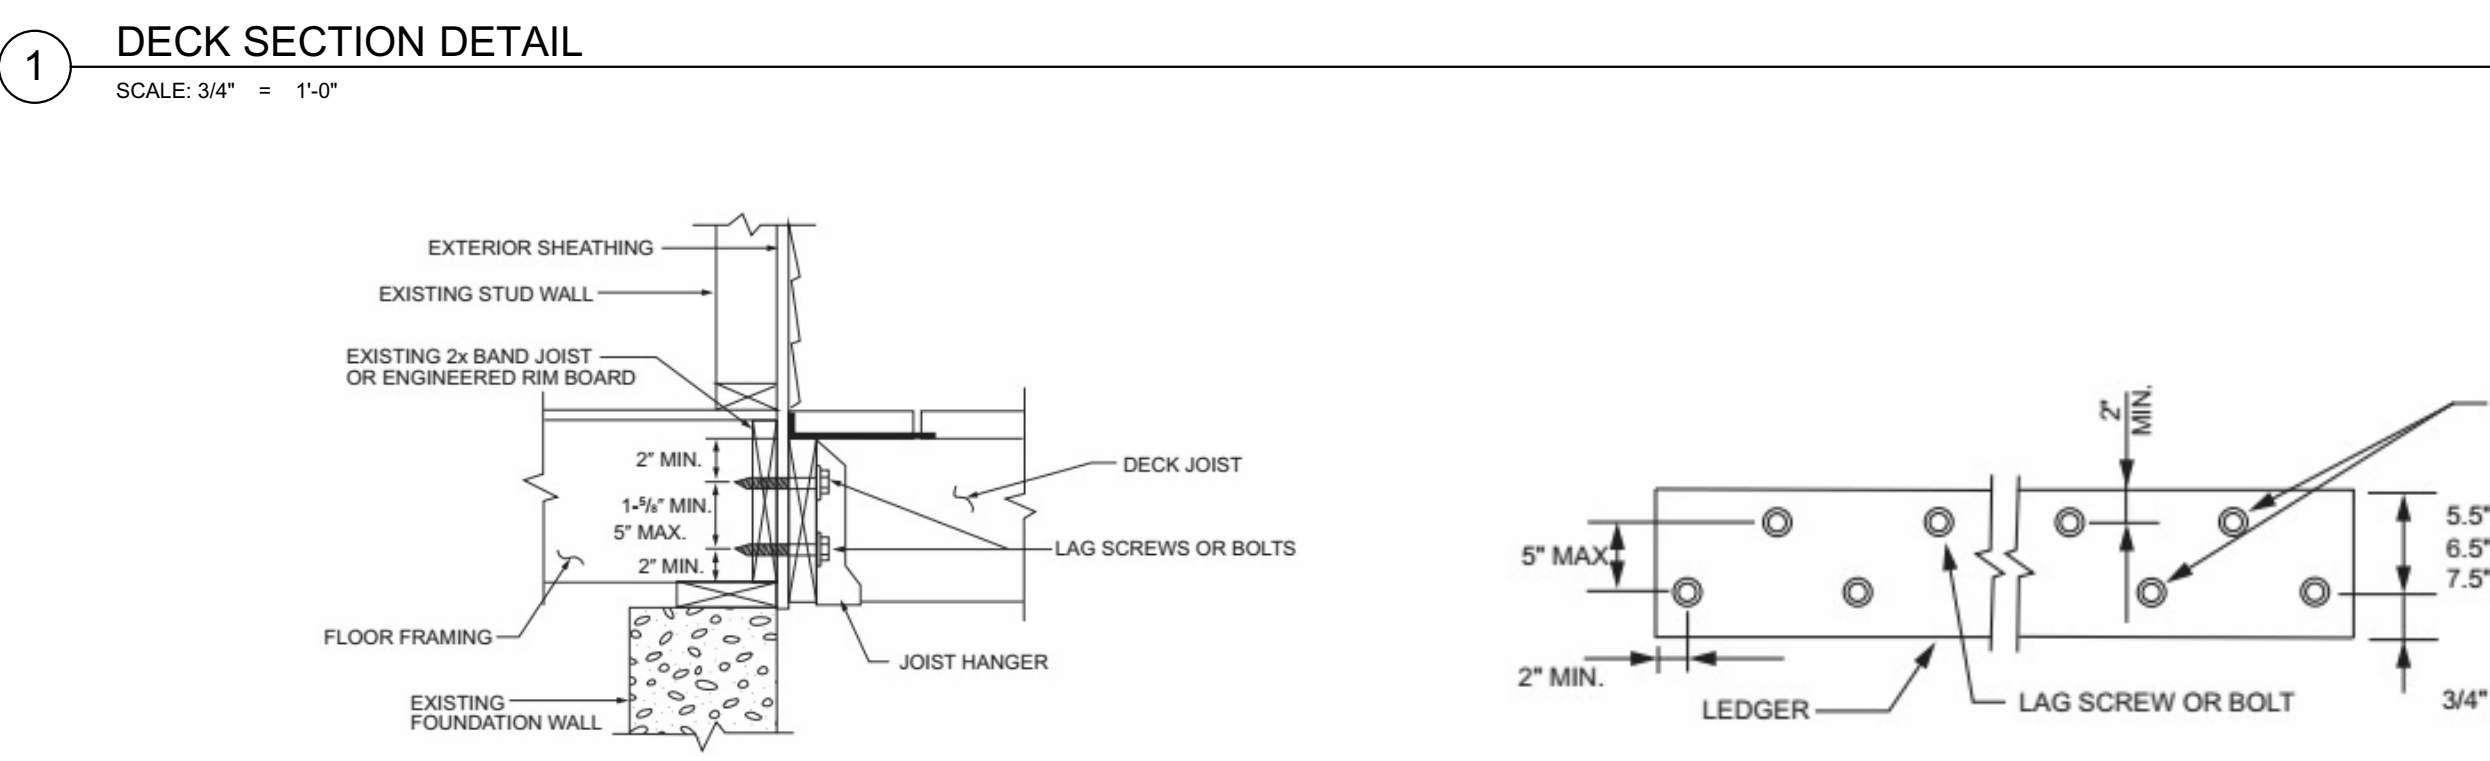 1
DECK SECTION DETAIL
SCALE: 3/4" = 1'-0"
EXTERIOR SHEATHING
EXISTING STUD WALL
EXISTING 2x BAND JOIST
OR ENGINEERED RIM BOARD
2" MIN.
1-5/8" MIN.
5" MAX.
2" MIN.
DECK JOIST
LAG SCREWS OR BOLTS
FLOOR FRAMING
JOIST HANGER
EXISTING
FOUNDATION WALL
2"
MIN.
5" MAX
5.5"
6.5"
7.5"
2" MIN.
LEDGER
LAG SCREW OR BOLT
3/4"